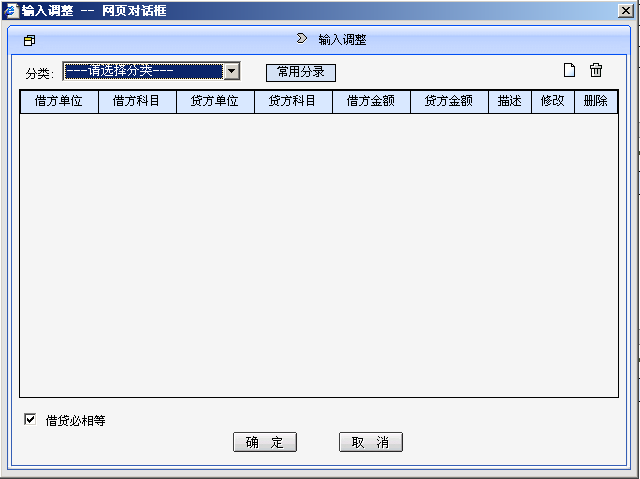 输入调整 -- 网页对话框
输入调整
分类: ---请选择分类--- 常用分录
借方单位 借方科目 贷方单位 贷方科目 借方金额 贷方金额 描述 修改 删除
借贷必相等
确 定 取 消